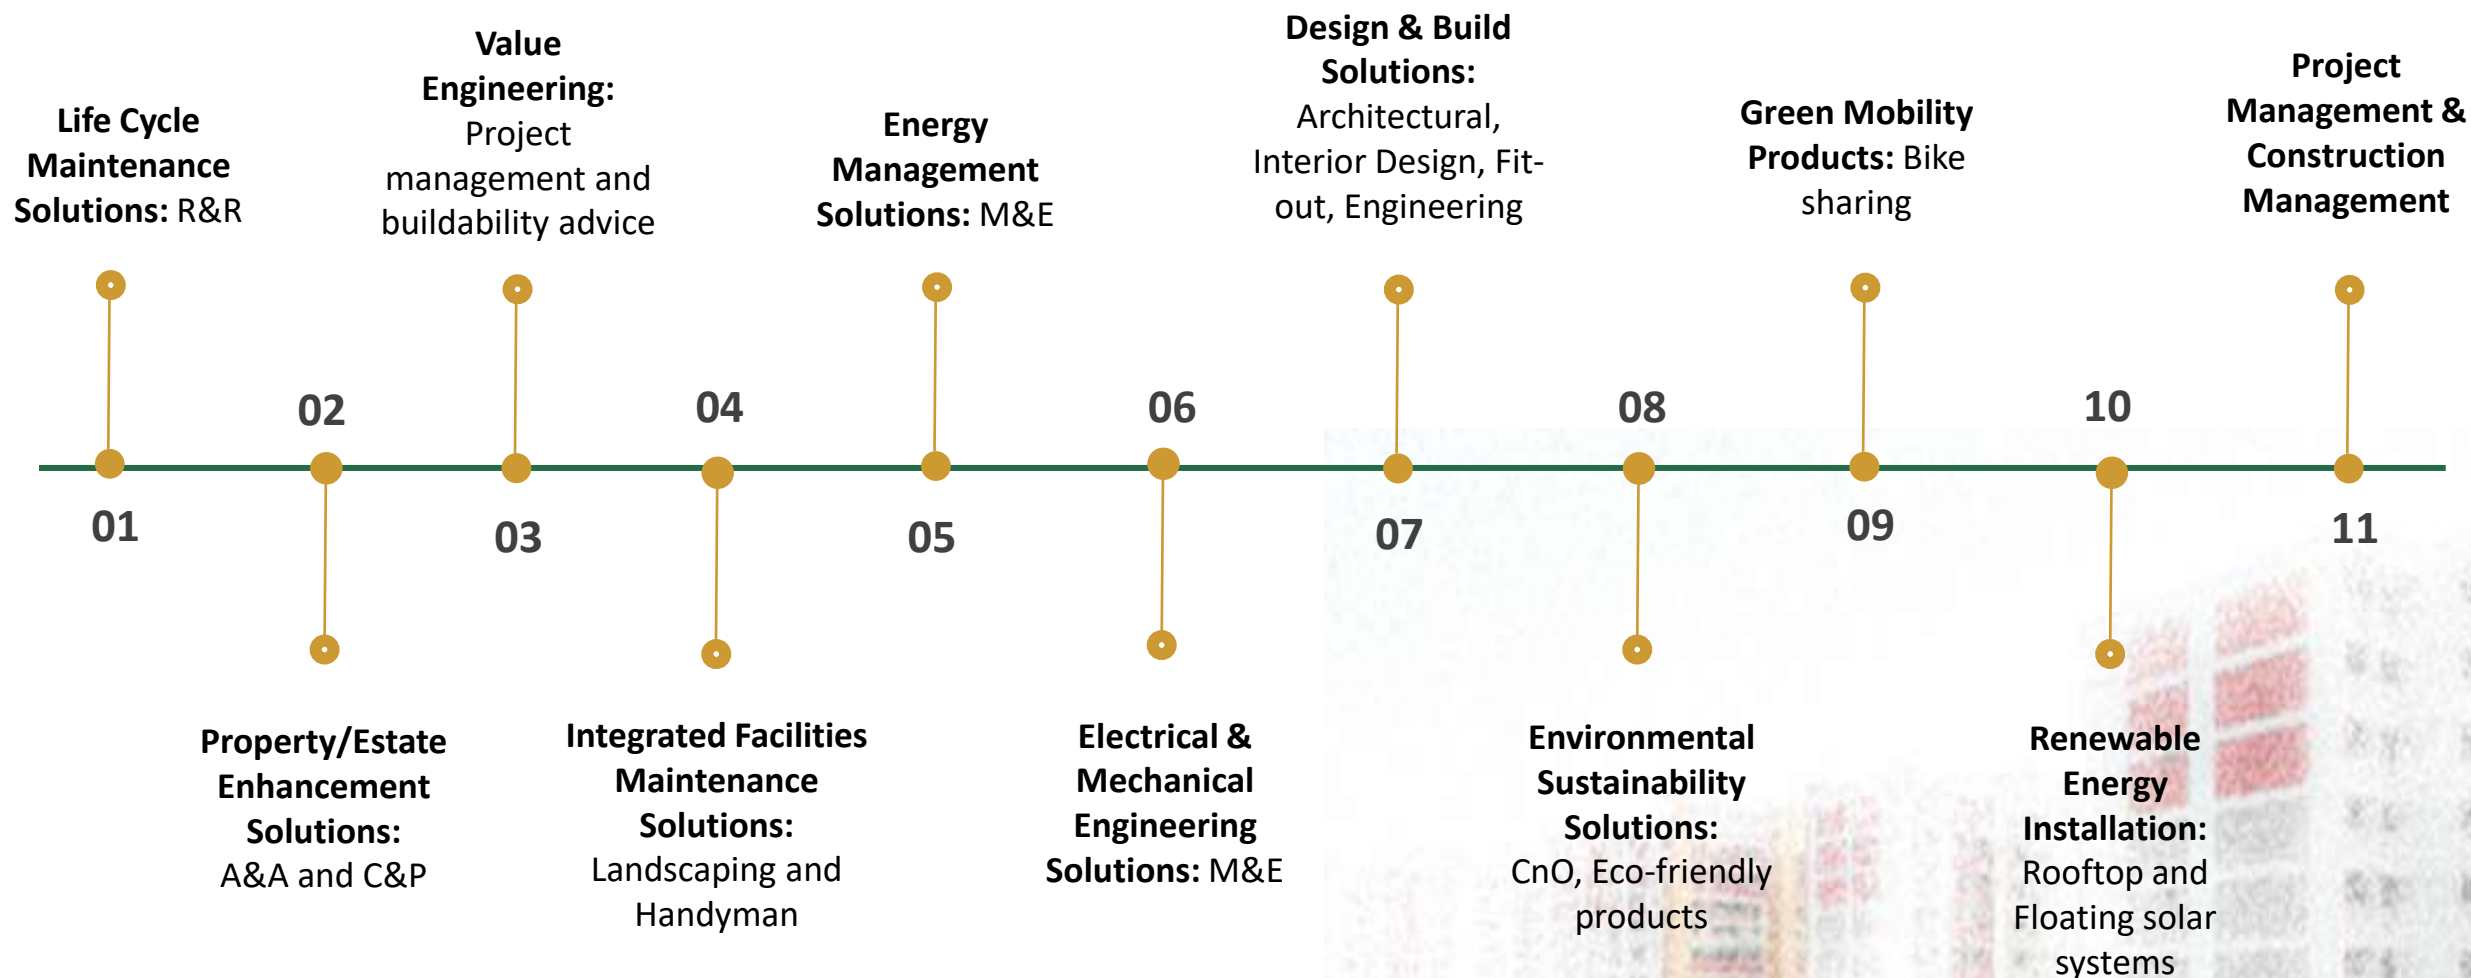 Life Cycle
Maintenance
Solutions: R&R
01
02
Property/Estate
Enhancement
Solutions:
A&A and C&P
Value
Engineering:
Project
management and
buildability advice
03
04
Integrated Facilities
Maintenance
Solutions:
Landscaping and
Handyman
Energy
Management
Solutions: M&E
05
06
Electrical &
Mechanical
Engineering
Solutions: M&E
Design & Build
Solutions:
Architectural,
Interior Design, Fit-
out, Engineering
07
08
Environmental
Sustainability
Solutions:
CnO, Eco-friendly
products
Green Mobility
Products: Bike
sharing
09
10
Renewable
Energy
Installation:
Rooftop and
Floating solar
systems
Project
Management &
Construction
Management
11